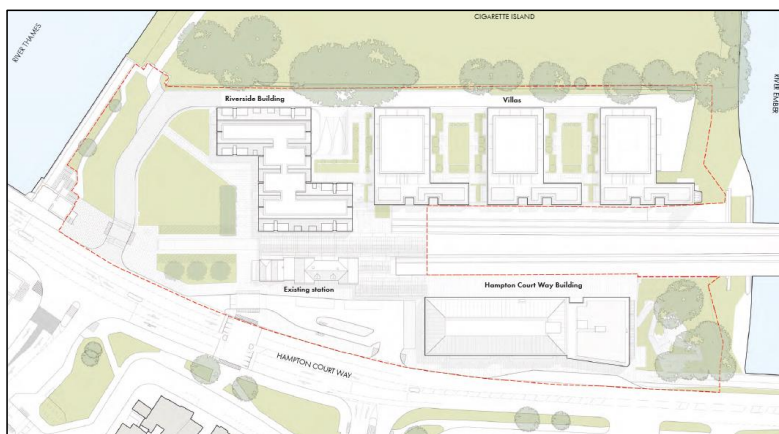 CIGARETTE ISLAND
RIVER THAMES
Riverside Building
Villas
RIVER EMBER
Existing station
Hampton Court Way Building
HAMPTON COURT WAY